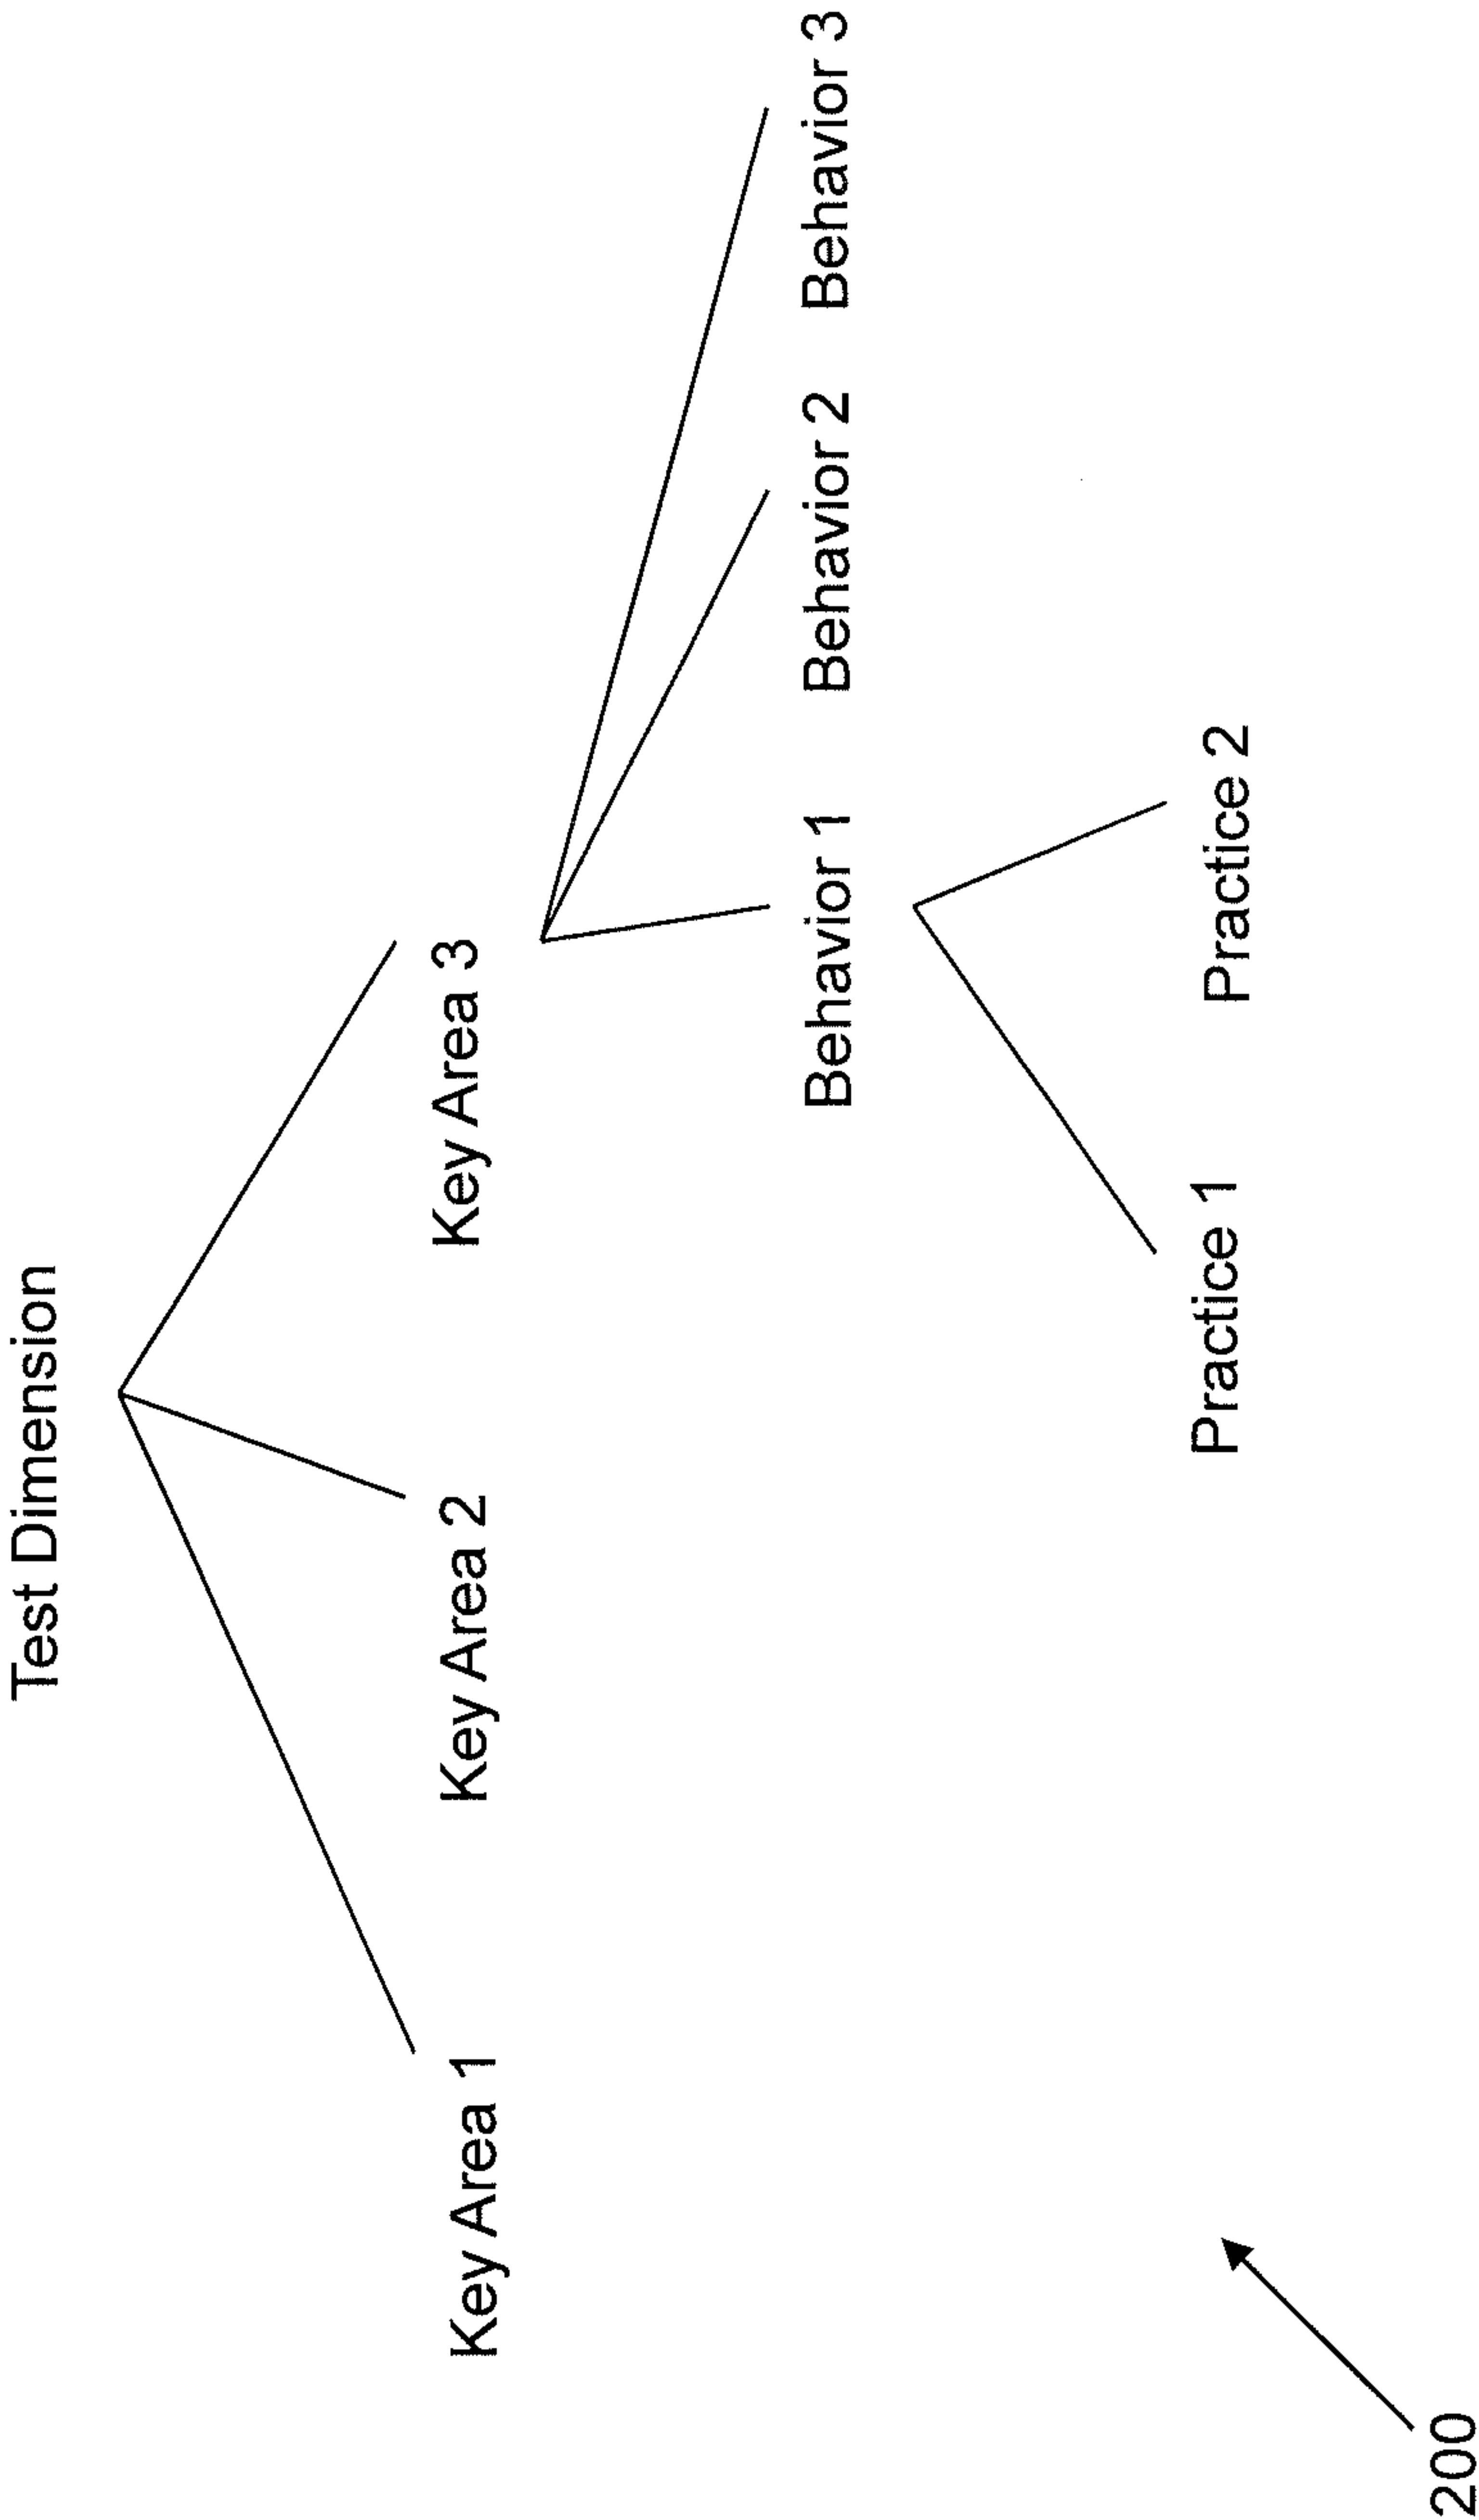 Test Dimension
Key Area 1
Key Area 2
Key Area 3
Behavior 1
Behavior 2
Behavior 3
Practice 1
Practice 2
200